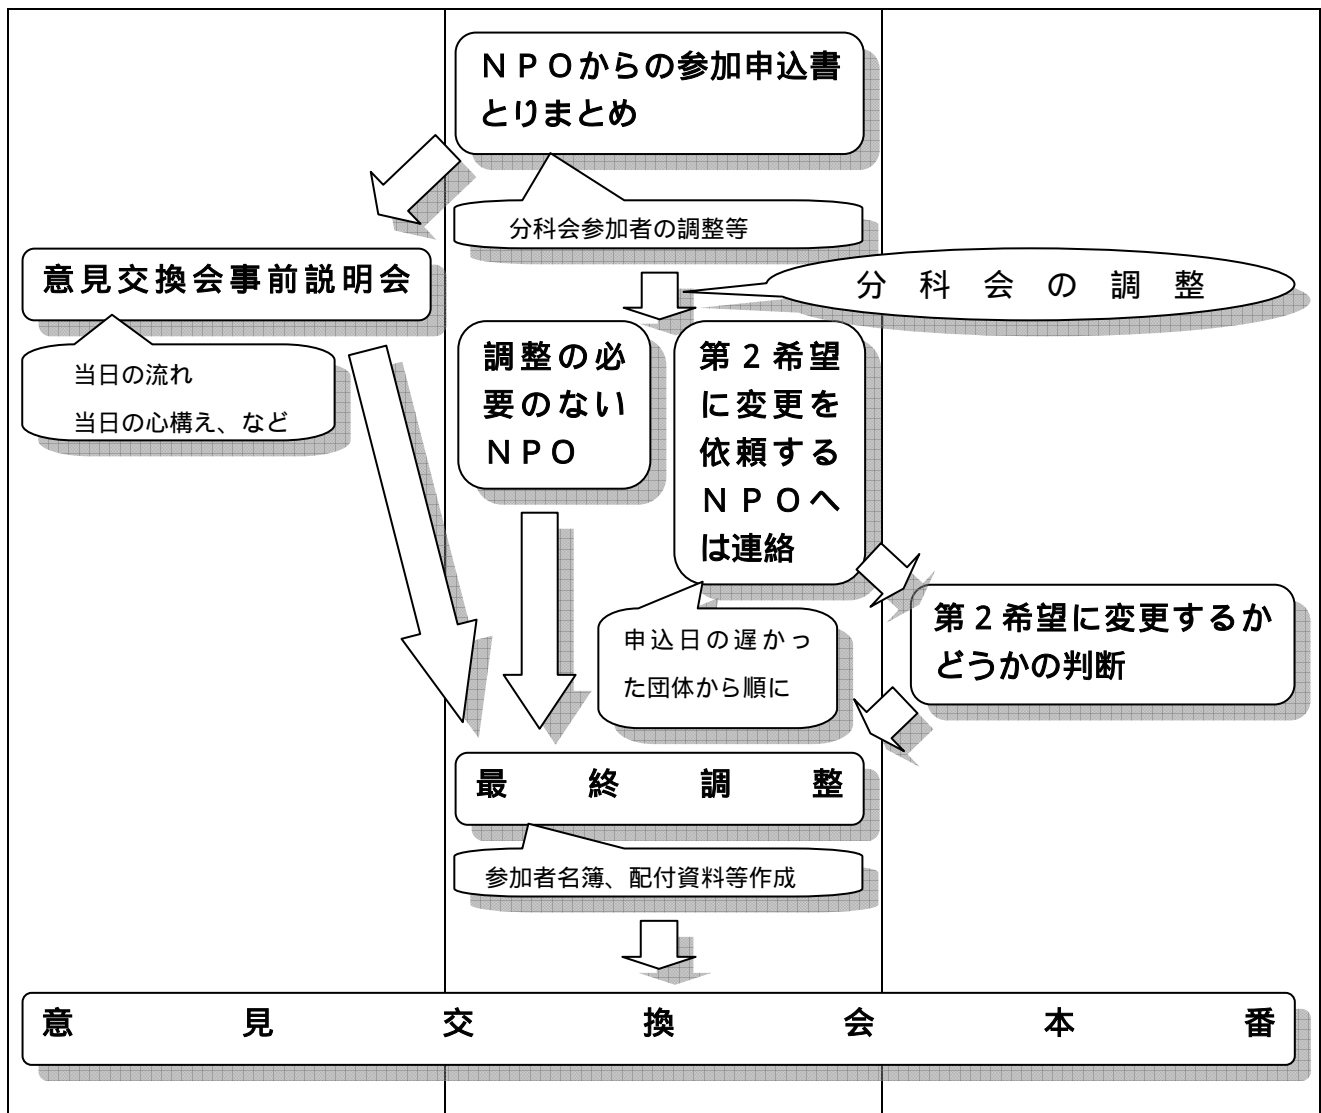 ＮＰＯからの参加申込書
とりまとめ
分科会参加者の調整等
意見交換会事前説明会
分科会の調整
当日の流れ
当日の心構え、など
調整の必
要のない
ＮＰＯ
第２希望
に変更を
依頼する
ＮＰＯへ
は連絡
申込日の遅かっ
た団体から順に
第２希望に変更するか
どうかの判断
最終調整
参加者名簿、配付資料等作成
意見交換会本番